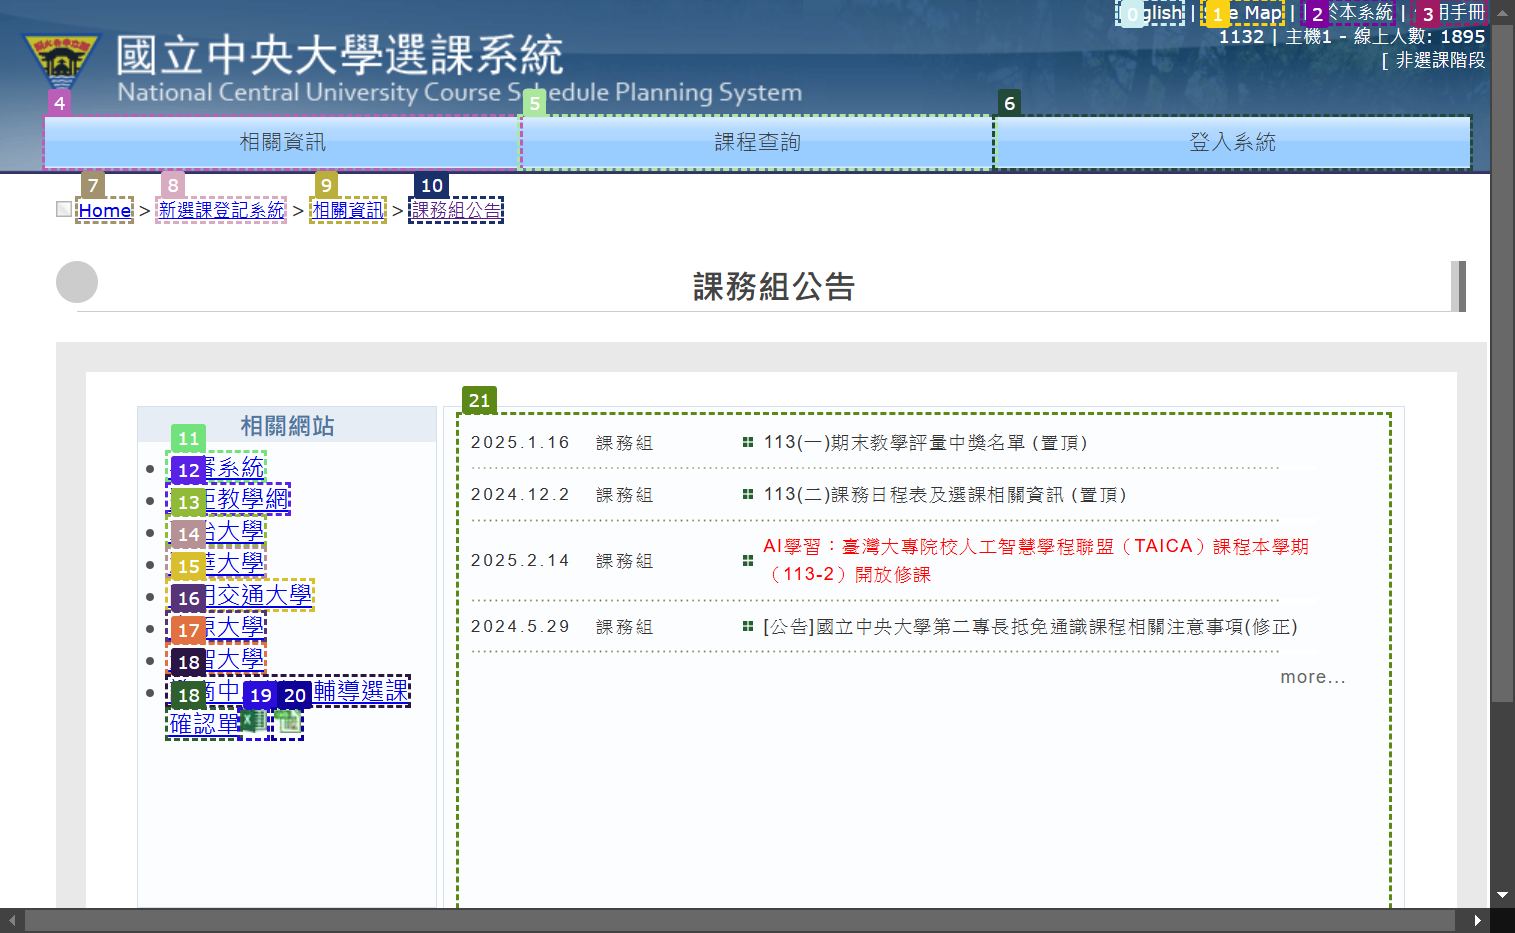 English | Site Map | 關於本系統 | 使用手冊
1132 | 主機1 - 線上人數: 1895
[ 非選課階段
國立中央大學選課系統
National Central University Course Schedule Planning System
0 1 2 3
4 5 6
相關資訊 課程查詢 登入系統
7 8 9 10
Home > 新選課登記系統 > 相關資訊 > 課務組公告
課務組公告
相關網站
11
審系統
12
教學網
13
大學
14
大學
15
交通大學
16
大學
17
大學
18
輔導選課
18 19 20
確認單
21
2025.1.16 課務組 113(一)期末教學評量中獎名單 (置頂)
2024.12.2 課務組 113(二)課務日程表及選課相關資訊 (置頂)
2025.2.14 課務組 AI學習：臺灣大專院校人工智慧學程聯盟（TAICA）課程本學期
（113-2）開放修課
2024.5.29 課務組 [公告]國立中央大學第二專長抵免通識課程相關注意事項(修正)
more...